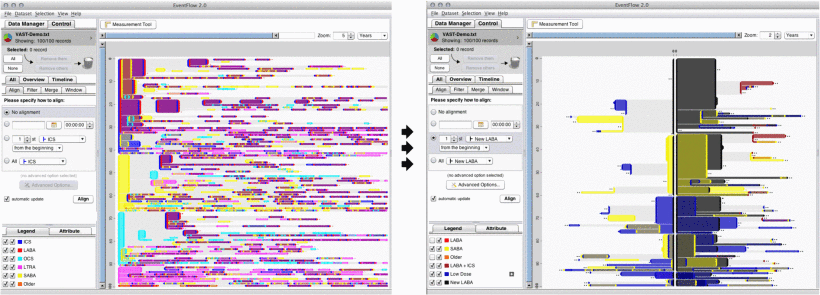 EventFlow 2.0
File Datasets Selection View Help
Data Manager Control
Measurement Tool
VAST-Demo.txt
Showing: 100/100 records
Zoom: 5 Years
Selected: 0 record
All
Remove Item
None
Remove others
All Overview Timeline
Align Filter Merge Window
Please specify how to align:
No alignment
00:00:00
1 st ICS
from the beginning
All ICS
(no advance option selected)
Advanced Options...
automatic update Align
Legend Attribute
ICS
LABA
OCS
LTRA
SABA
Older
EventFlow 2.0
File Datasets Selection View Help
Data Manager Control
Measurement Tool
VAST-Demo.txt
Showing: 100/100 records
Zoom: 2 Years
Selected: 0 record
All
None
Remove others
All Overview Timeline
Align Filter Merge Window
Please specify how to align:
No alignment
00:00:00
1 st New LABA
from the beginning
All New LABA
(no advance option selected)
Advanced Options...
automatic update Align
Legend Attribute
LABA
SABA
Older
LABA + ICS
Low Dose
New LABA